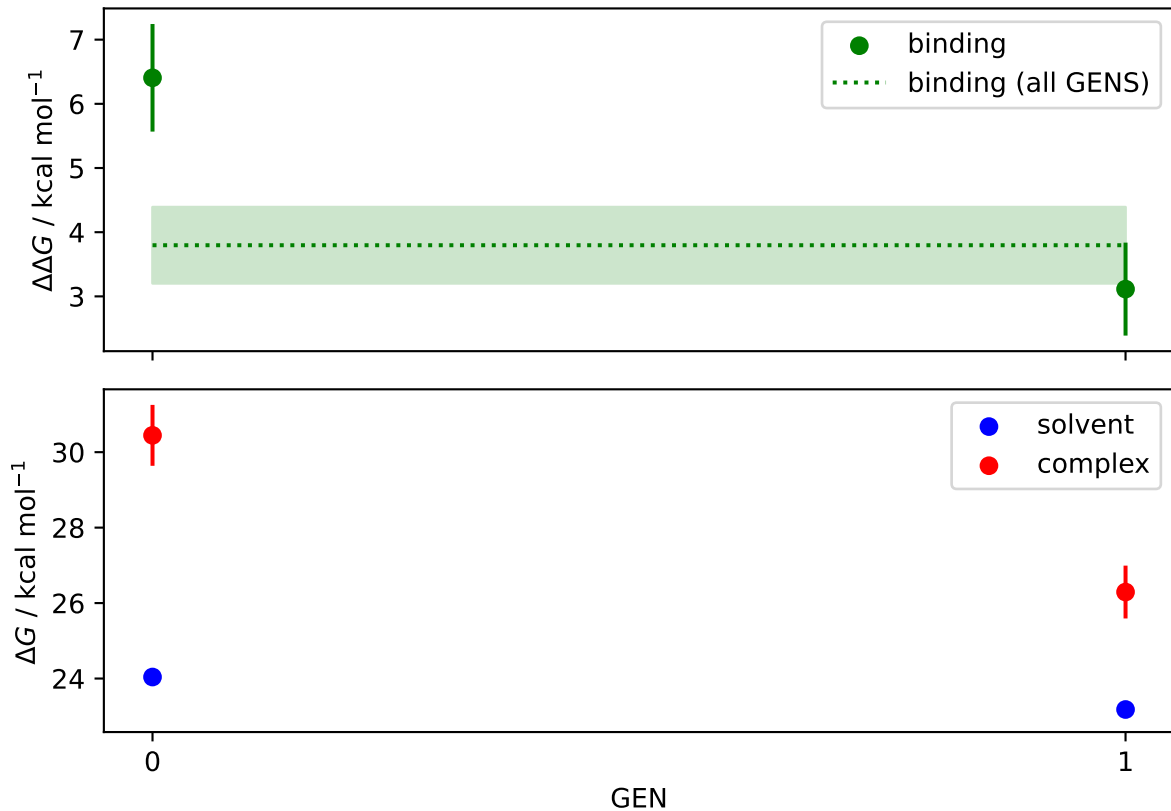 7
6
5
4
3
ΔΔG / kcal mol⁻¹
binding
binding (all GENS)
30
28
26
24
ΔG / kcal mol⁻¹
solvent
complex
0
1
GEN